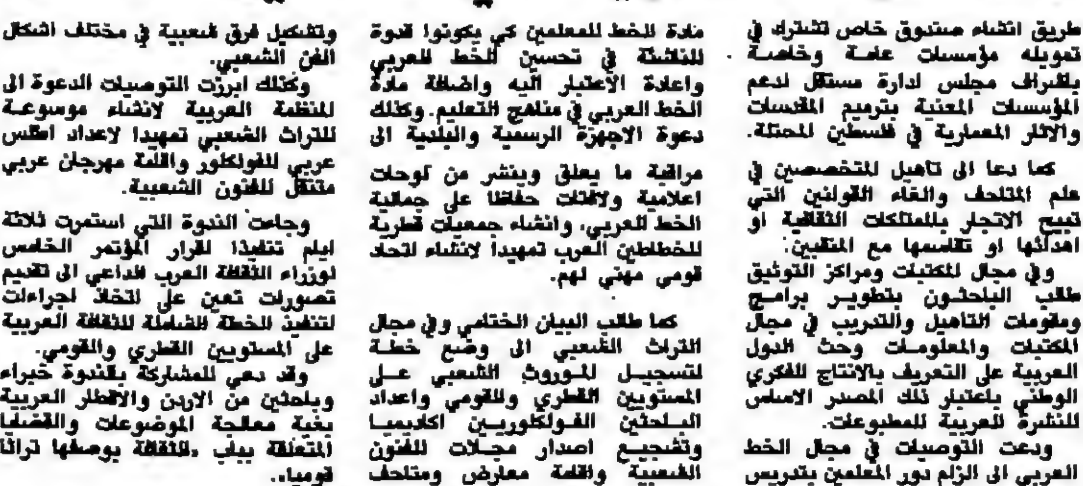 طريق انشاء صندوق خاص تشترك في
تمويله مؤسسات عامة وخاصة
باشراف مجلس ادارة مستقل لدعم
المؤسسات المعنية بترميم المقدسات
والاثار المعمارية في فلسطين المحتلة.
كما دعا الى تاهيل المتخصصين في
علم المتاحف والغاء القوانين التي
تبيح الاتجار بالممتلكات الثقافية او
اهدائها او تقاسمها مع المنقبين.
وفي مجال المكتبات ومراكز التوثيق
طالب الباحثون بتطوير برامج
ومقومات التاهيل والتدريب في مجال
المكتبات والمعلومات وحث الدول
العربية على التعريف بالانتاج الفكري
الوطني باعتبار ذلك المصدر الاساس
للنشرة العربية للمطبوعات.
ودعت التوصيات في مجال الخط
العربي الى الزام دور المعلمين بتدريس
مادة الخط للمعلمين كي يكونوا قدوة
للناشئة في تحسين الخط العربي
واعادة الاعتبار اليه واضافة مادة
الخط العربي في مناهج التعليم. وكذلك
دعوة الاجهزة الرسمية والبلدية الى
مراقبة ما يعلق وينشر من لوحات
اعلامية ولافتات حفاظا على جمالية
الخط العربي، وانشاء جمعيات قطرية
للخطاطين العرب تمهيدا لانشاء اتحاد
قومي مهني لهم.
كما طالب البيان الختامي وفي مجال
التراث الشعبي الى وضع خطة
لتسجيل الموروث الشعبي على
المستويين القطري والقومي واعداد
الباحثين الفولكلوريين اكاديميا
وتشجيع اصدار مجلات للفنون
الشعبية واقامة معارض ومتاحف
وتشكيل فرق شعبية في مختلف اشكال
الفن الشعبي.
وكذلك ابرزت التوصيات الدعوة الى
المنظمة العربية لانشاء موسوعة
للتراث الشعبي تمهيدا لاعداد اطلس
عربي للفولكلور واقامة مهرجان عربي
متنقل للفنون الشعبية.
وجاءت الندوة التي استمرت ثلاثة
ايام تنفيذا لقرار المؤتمر الخامس
لوزراء الثقافة العرب الداعي الى تقديم
تصورات تعين على اتخاذ اجراءات
لتنفيذ الخطة الشاملة للثقافة العربية
على المستويين القطري والقومي.
وقد دعي للمشاركة بالندوة خبراء
وباحثين من الاردن والاقطار العربية
بغية معالجة الموضوعات والقضايا
المتعلقة بباب «الثقافة بوصفها تراثا
قوميا».